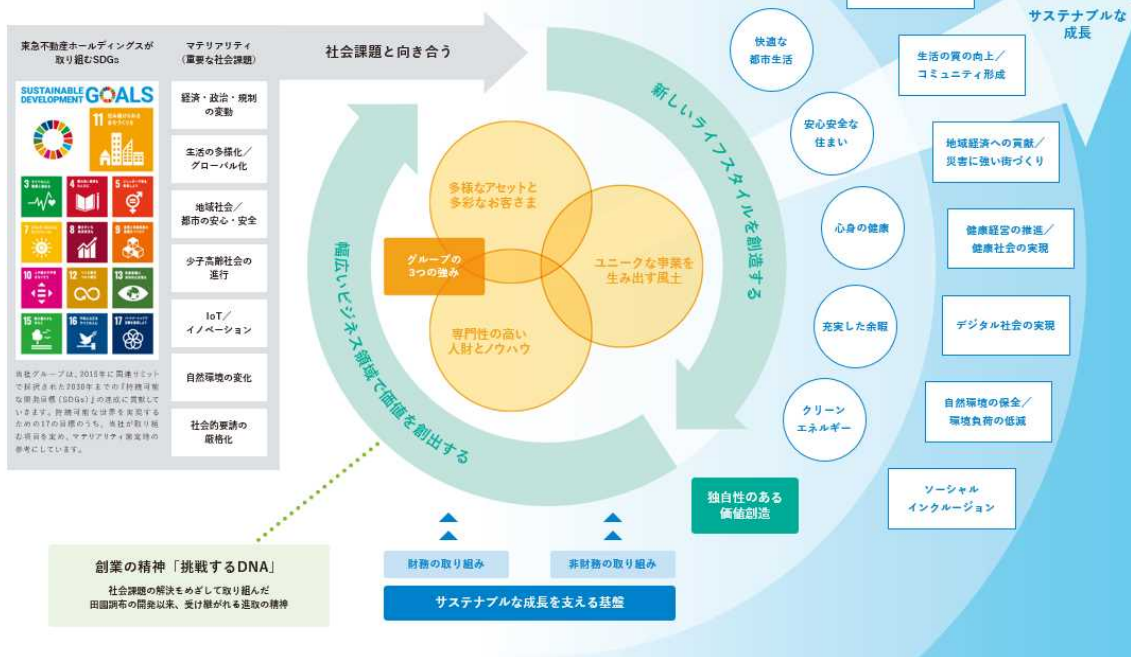 東急不動産ホールディングスが
取り組むSDGs
SUSTAINABLE
DEVELOPMENT GOALS
11
3
4
5
7
8
9
10
12
13
15
16
17
当社グループは、2015年に国連サミット
で採択された2030年までの「持続可能
な開発目標(SDGs)」の達成に貢献して
いきます。持続可能な世界を実現する
ための17の目標のうち、当社が取り組
む項目を定め、マテリアリティ策定時の
参考にしています。
マテリアリティ
(重要な社会課題)
経済・政治・規制
の変動
生活の多様化/
グローバル化
地域社会/
都市の安心・安全
少子高齢社会の
進行
IoT/
イノベーション
自然環境の変化
社会的要請の
厳格化
社会課題と向き合う
新しいライフスタイルを創造する
幅広いビジネス領域で価値を創出する
多様なアセットと
多彩なお客さま
グループの
3つの強み
ユニークな事業を
生み出す風土
専門性の高い
人財とノウハウ
独自性のある
価値創造
快適な
都市生活
安心安全な
住まい
心身の健康
充実した余暇
クリーン
エネルギー
サステナブルな
成長
生活の質の向上/
コミュニティ形成
地域経済への貢献/
災害に強い街づくり
健康経営の推進/
健康社会の実現
デジタル社会の実現
自然環境の保全/
環境負荷の低減
ソーシャル
インクルージョン
創業の精神「挑戦するDNA」
社会課題の解決をめざして取り組んだ
田園調布の開発以来、受け継がれる進取の精神
財務の取り組み
非財務の取り組み
サステナブルな成長を支える基盤